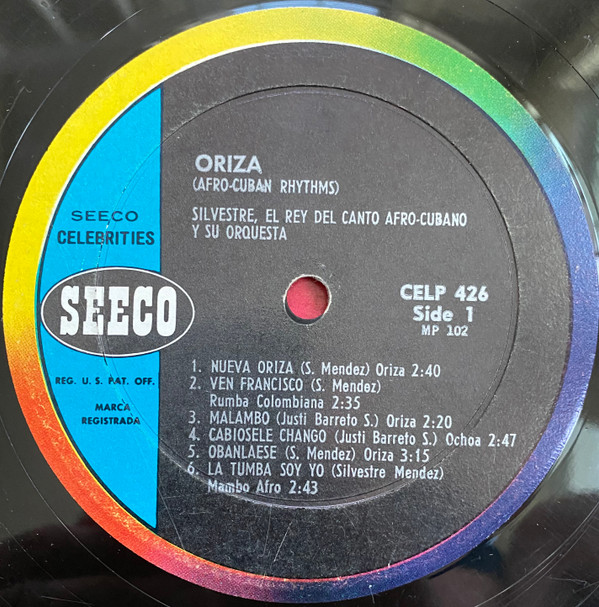 ORIZA
(AFRO-CUBAN RHYTHMS)
SILVESTRE, EL REY DEL CANTO AFRO-CUBANO
Y SU ORQUESTA
SEECO
CELEBRITIES
SEECO
REG. U. S. PAT. OFF.
MARCA
REGISTRADA
CELP 426
Side 1
MP 102
1. NUEVA ORIZA (S. Mendez) Oriza 2:40
2. VEN FRANCISCO (S. Mendez)
Rumba Colombiana 2:35
3. MALAMBO (Justi Barreto S.) Oriza 2:20
4. CABIOSELE CHANGO (Justi Barreto S.) Ochoa 2:47
5. OBANLAESE (S. Mendez) Oriza 3:15
6. LA TUMBA SOY YO (Silvestre Mendez)
Mambo Afro 2:43